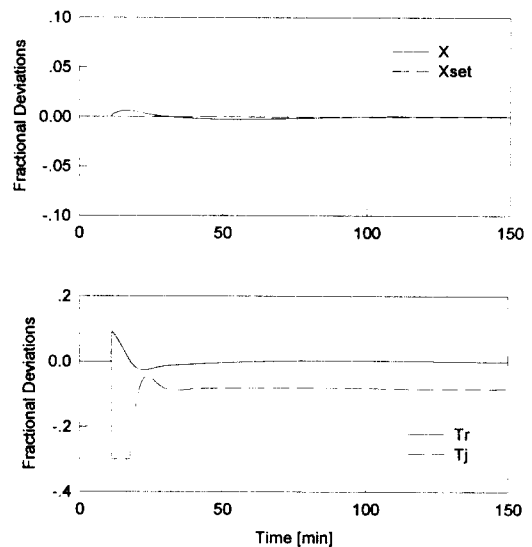 .10
.05
0.00
-.05
-.10
Fractional Deviations
X
Xset
0
50
100
150
.2
0.0
-.2
-.4
Fractional Deviations
Tr
Tj
0
50
100
150
Time [min]